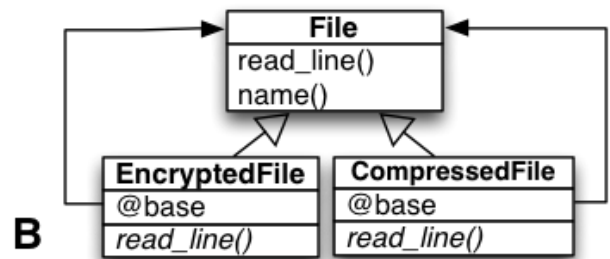 File
read_line()
name()
EncryptedFile
@base
read_line()
CompressedFile
@base
read_line()
B